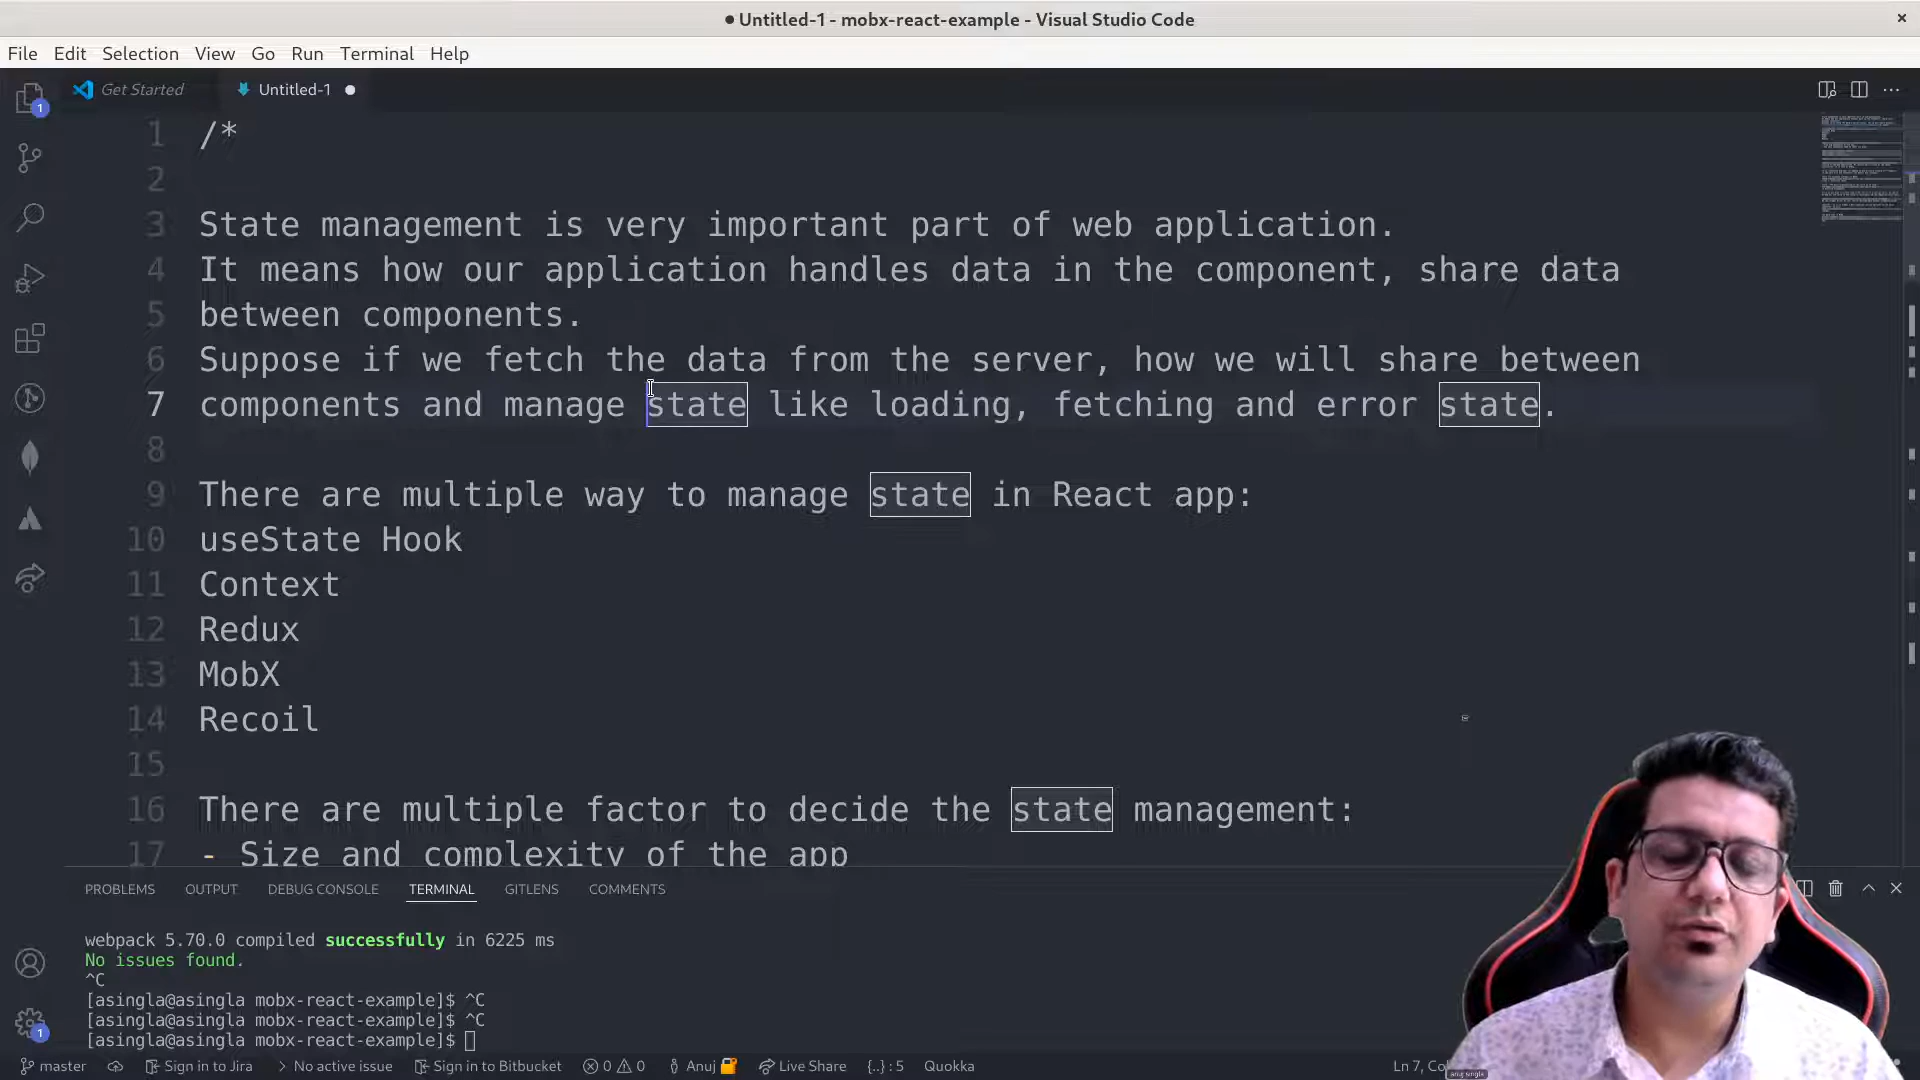 Untitled-1 - mobx-react-example - Visual Studio Code
File Edit Selection View Go Run Terminal Help
Get Started Untitled-1
1 /*
2
3 State management is very important part of web application.
4 It means how our application handles data in the component, share data
5 between components.
6 Suppose if we fetch the data from the server, how we will share between
7 components and manage state like loading, fetching and error state.
8
9 There are multiple way to manage state in React app:
10 useState Hook
11 Context
12 Redux
13 MobX
14 Recoil
15
16 There are multiple factor to decide the state management:
17 - Size and complexity of the app
PROBLEMS OUTPUT DEBUG CONSOLE TERMINAL GITLENS COMMENTS
webpack 5.70.0 compiled successfully in 6225 ms
No issues found.
^C
[asingla@asingla mobx-react-example]$ ^C
[asingla@asingla mobx-react-example]$ ^C
[asingla@asingla mobx-react-example]$
1
master Sign in to Jira No active issue Sign in to Bitbucket 0 0 Anuj Live Share {..} : 5 Quokka Ln 7,